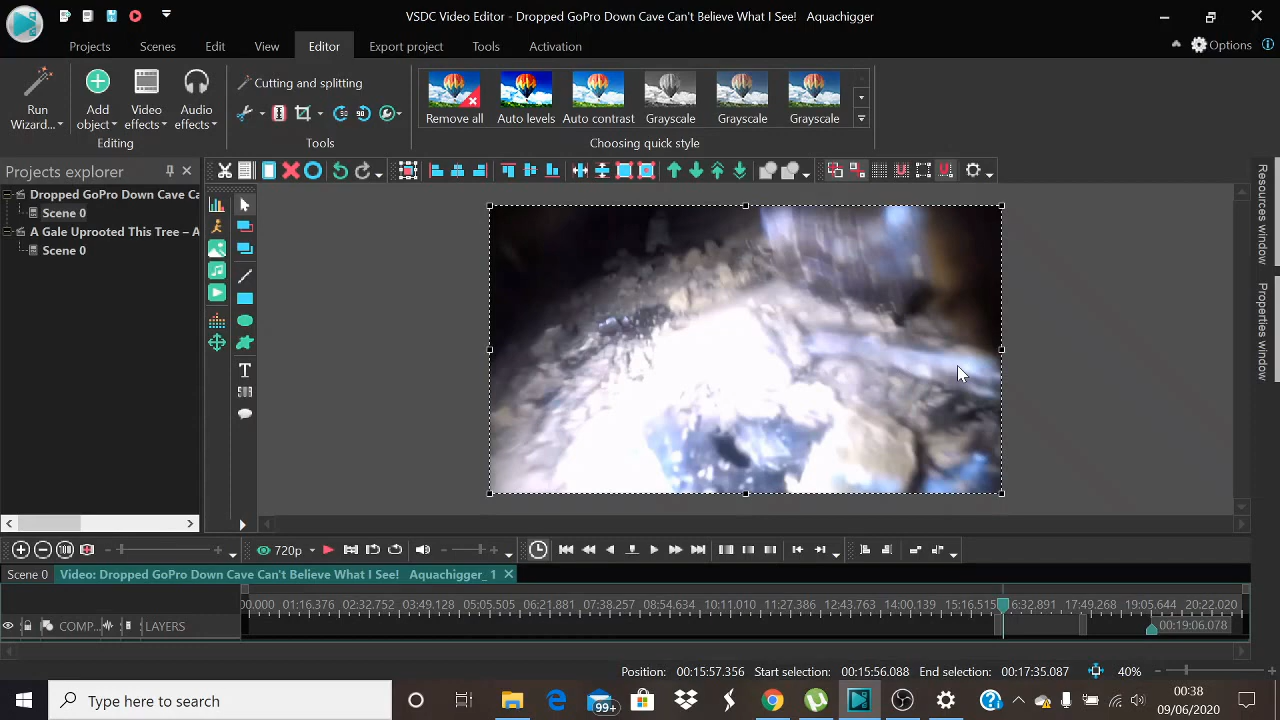 VSDC Video Editor - Dropped GoPro Down Cave Can't Believe What I See! Aquachigger
Projects Scenes Edit View Editor Export project Tools Activation
Options
Run Wizard...
Add object
Video effects
Audio effects
Editing
Cutting and splitting
Tools
Remove all Auto levels Auto contrast Grayscale Grayscale Grayscale
Choosing quick style
Projects explorer
Dropped GoPro Down Cave Ca
Scene 0
A Gale Uprooted This Tree – A
Scene 0
T
Resources window
Properties window
720p
Scene 0
Video: Dropped GoPro Down Cave Can't Believe What I See! Aquachigger_ 1
00.000 01:16.376 02:32.752 03:49.128 05:05.505 06:21.881 07:38.257 08:54.634 10:11.010 11:27.386 12:43.763 14:00.139 15:16.515 6:32.891 17:49.268 19:05.644 20:22.020
COMP... LAYERS
00:19:06.078
Position: 00:15:57.356 Start selection: 00:15:56.088 End selection: 00:17:35.087 40%
Type here to search
99+
00:38
09/06/2020